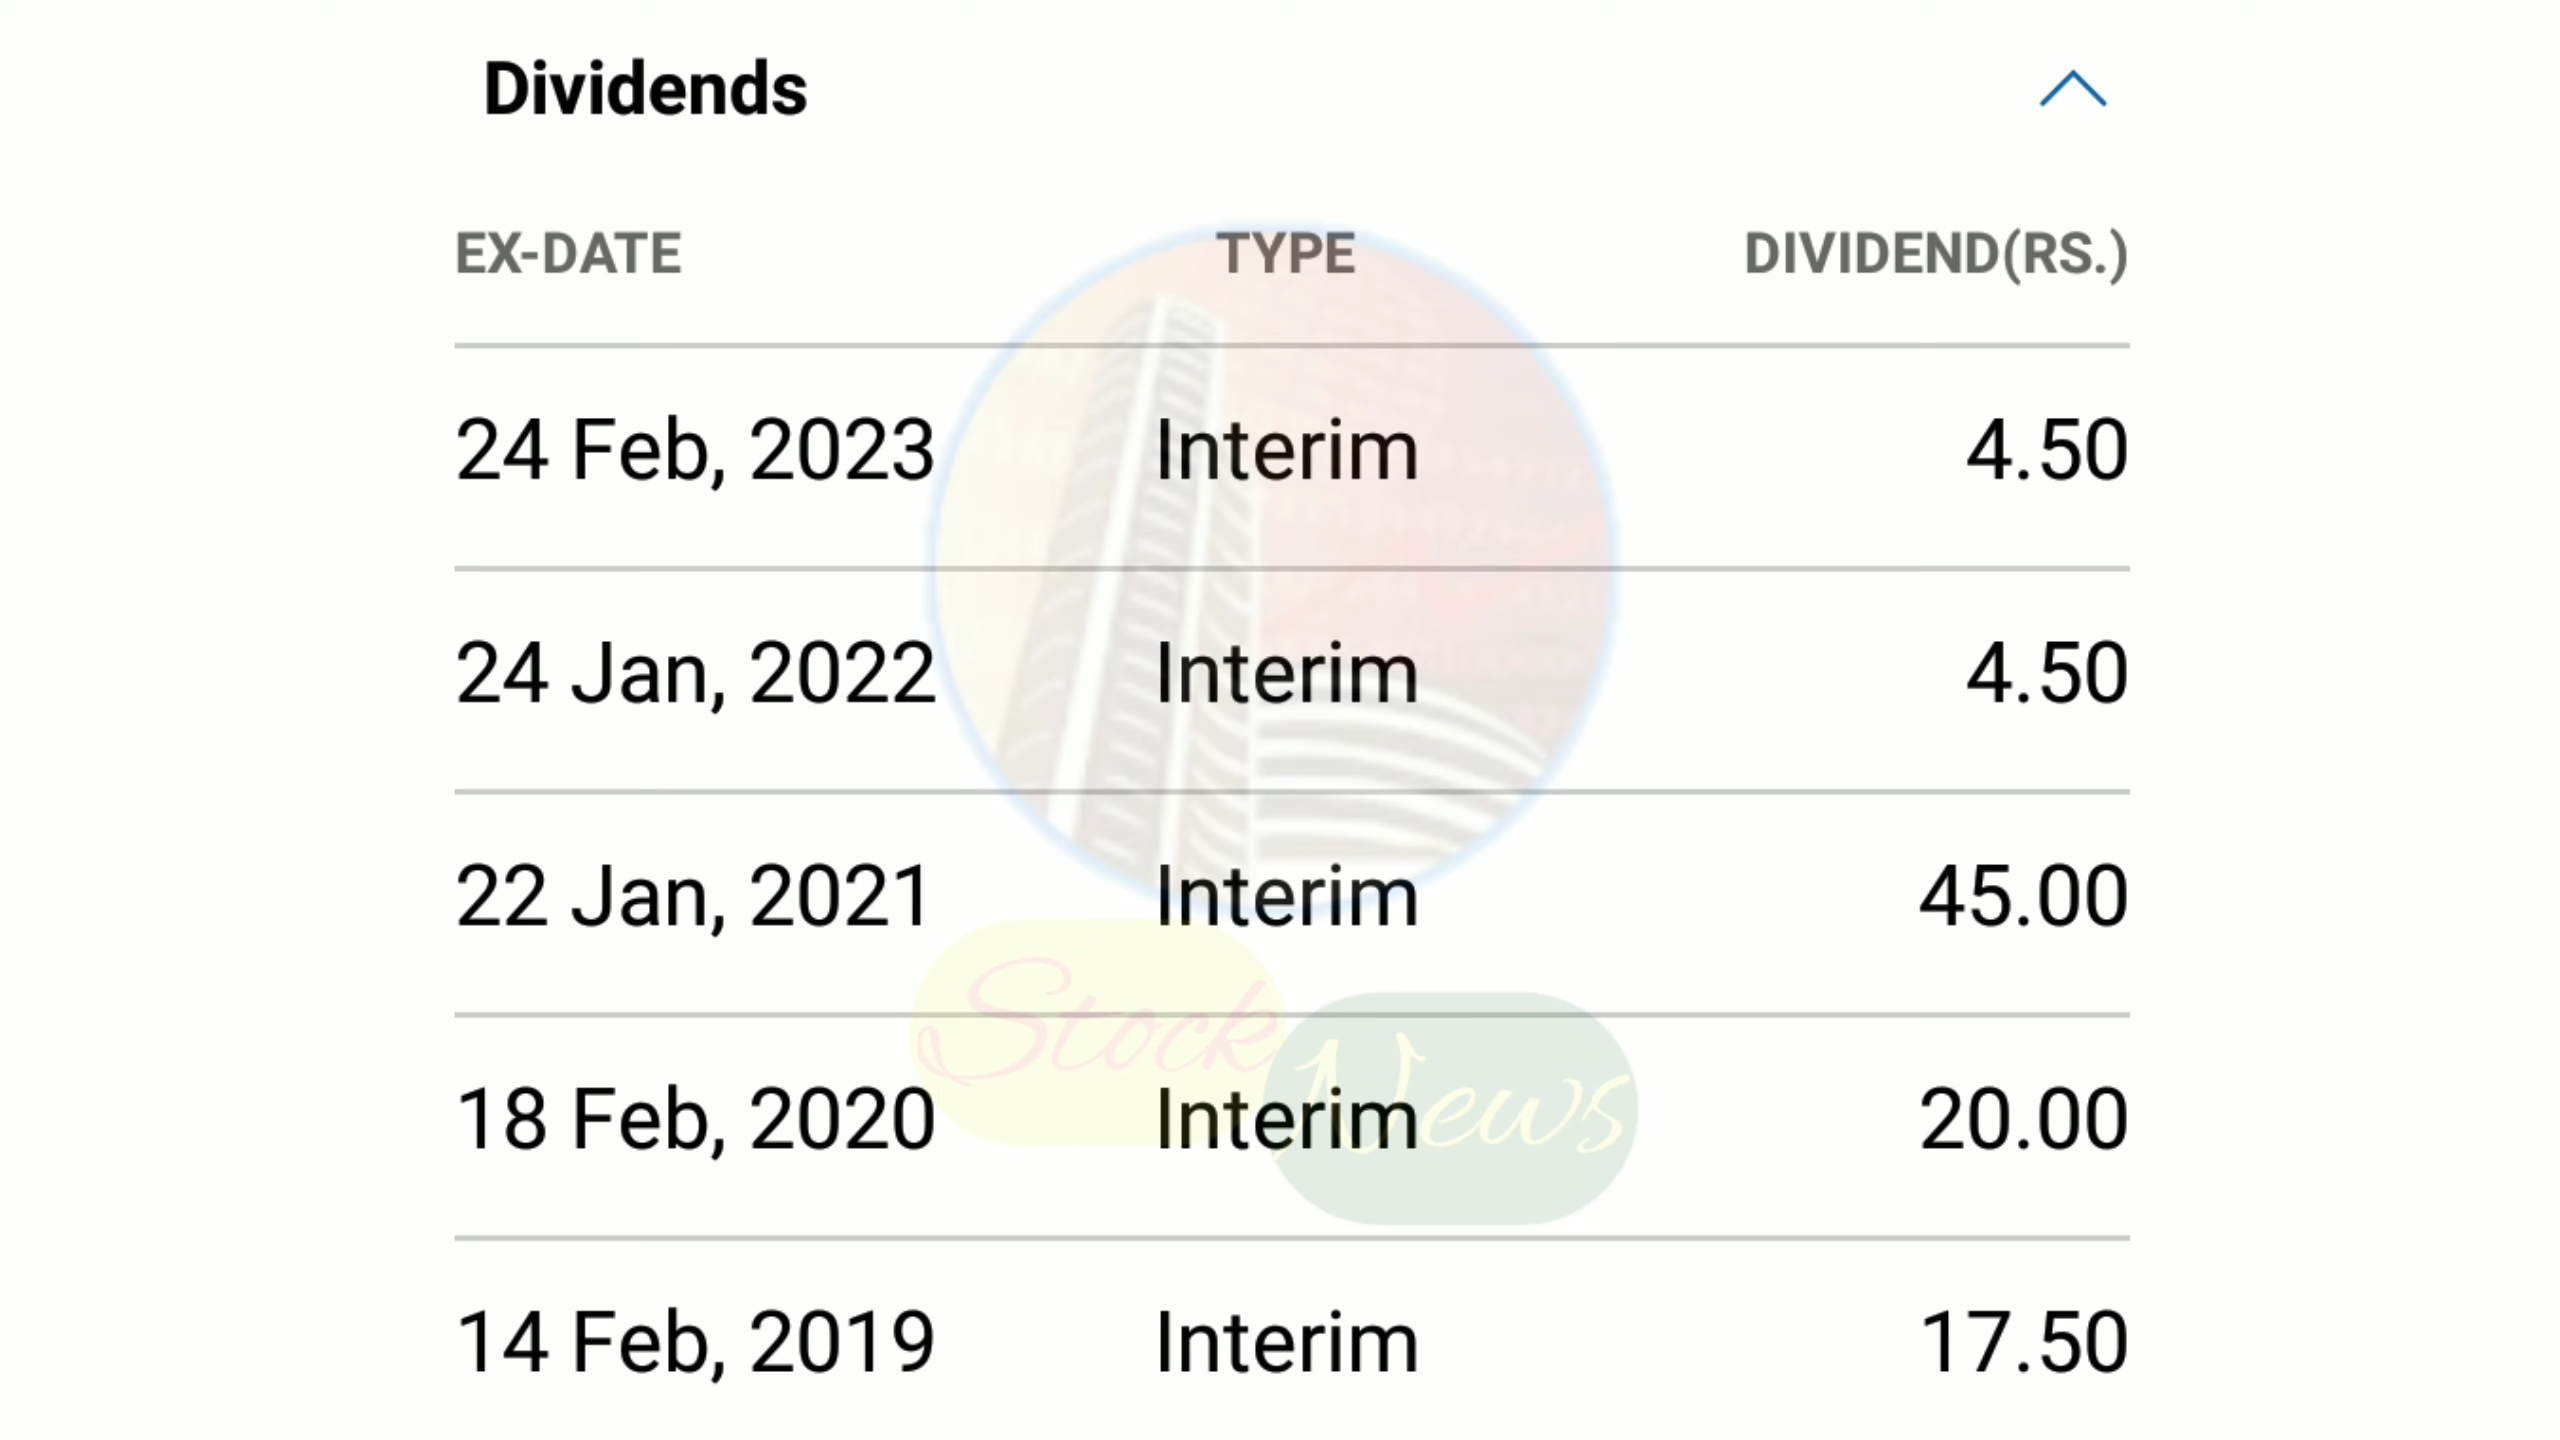 Dividends
EX-DATE TYPE DIVIDEND(RS.)
24 Feb, 2023 Interim 4.50
24 Jan, 2022 Interim 4.50
22 Jan, 2021 Interim 45.00
Stock
News
18 Feb, 2020 Interim 20.00
14 Feb, 2019 Interim 17.50